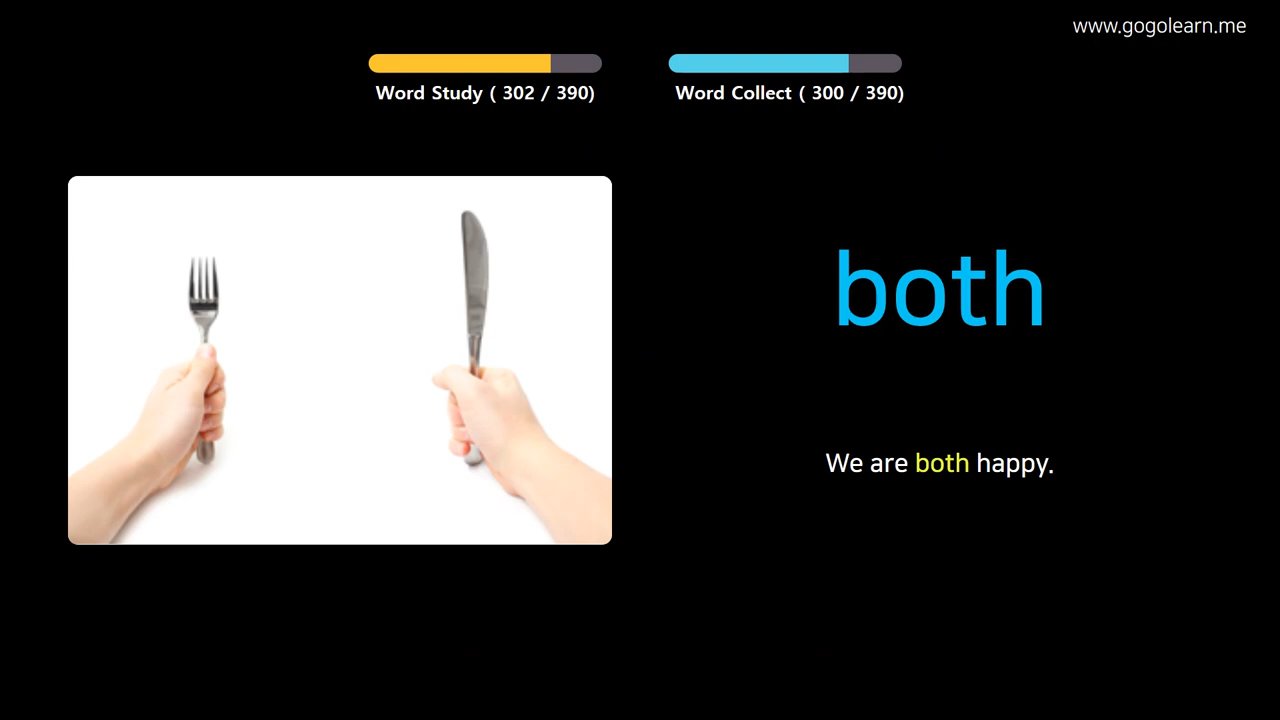 www.gogolearn.me
Word Study ( 302 / 390)
Word Collect ( 300 / 390)
both
We are both happy.